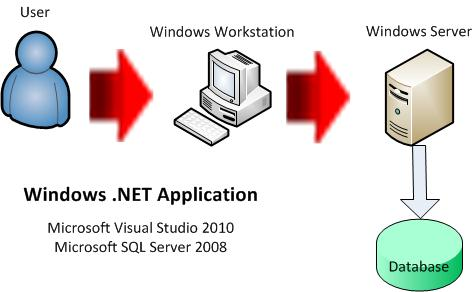 User
Windows Workstation
Windows Server
Windows .NET Application
Microsoft Visual Studio 2010
Microsoft SQL Server 2008
Database